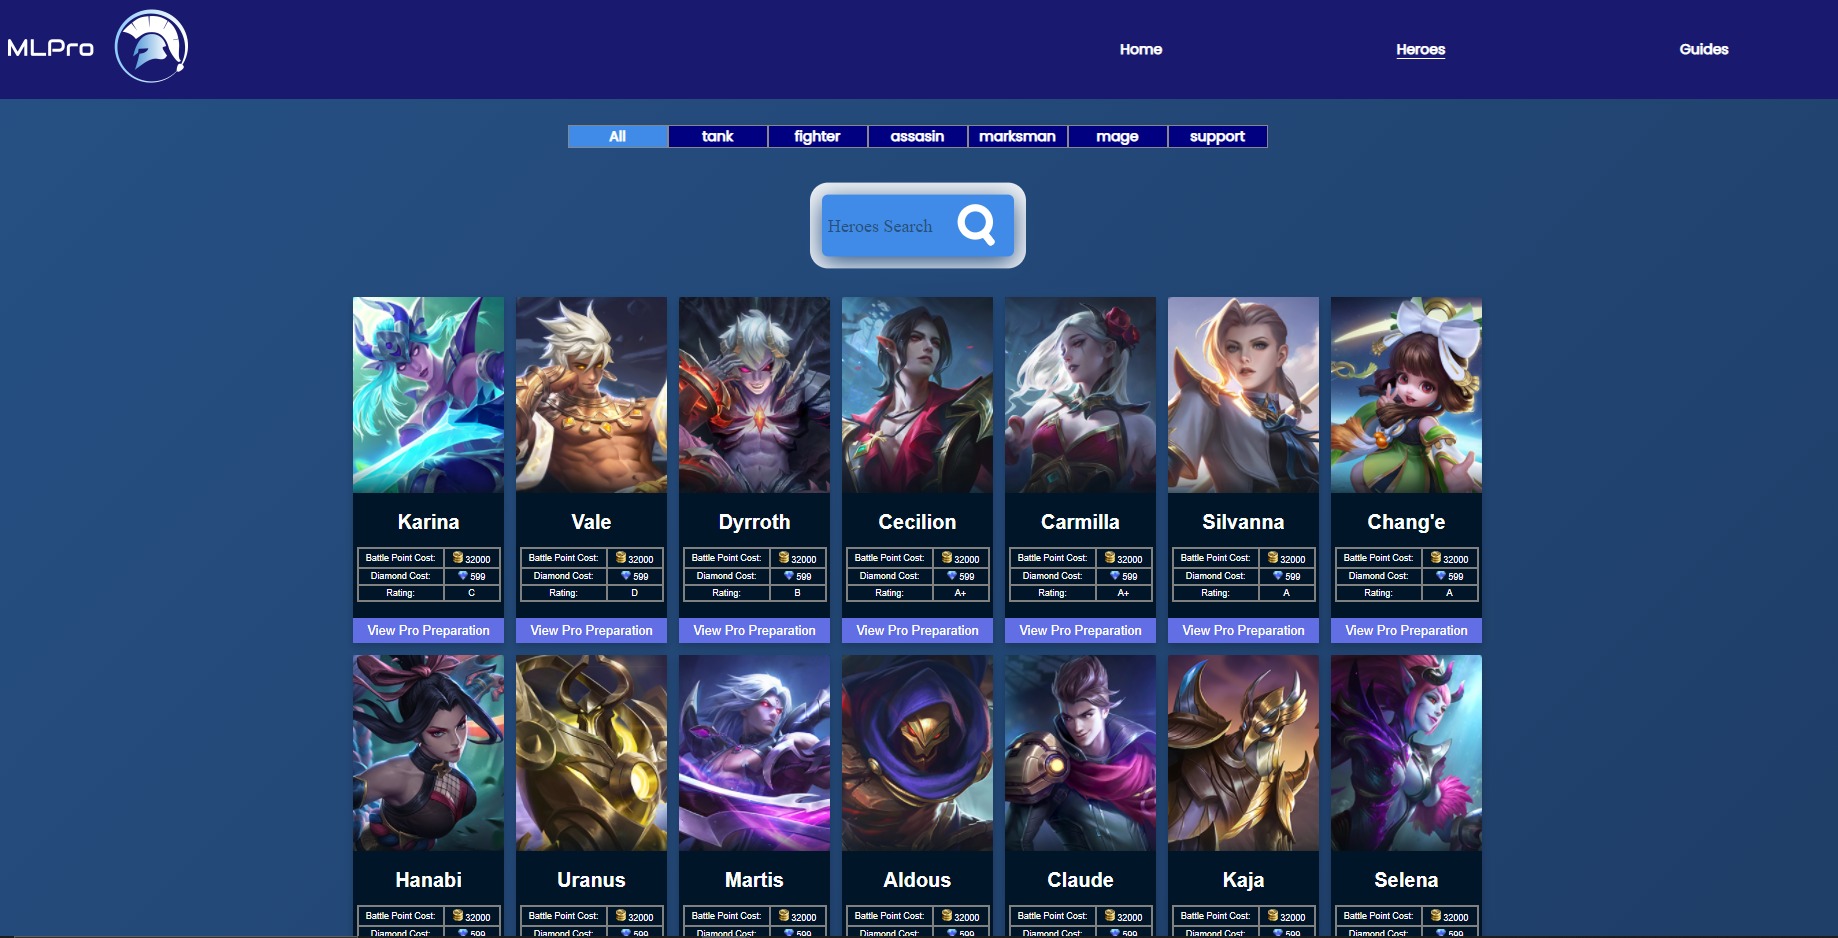 MLPro
Home Heroes Guides
All tank fighter assasin marksman mage support
Heroes Search
Karina Vale Dyrroth Cecilion Carmilla Silvanna Chang'e
Battle Point Cost: 32000 Battle Point Cost: 32000 Battle Point Cost: 32000 Battle Point Cost: 32000 Battle Point Cost: 32000 Battle Point Cost: 32000 Battle Point Cost: 32000
Diamond Cost: 599 Diamond Cost: 599 Diamond Cost: 599 Diamond Cost: 599 Diamond Cost: 599 Diamond Cost: 599 Diamond Cost: 599
Rating: C Rating: D Rating: B Rating: A+ Rating: A+ Rating: A Rating: A
View Pro Preparation View Pro Preparation View Pro Preparation View Pro Preparation View Pro Preparation View Pro Preparation View Pro Preparation
Hanabi Uranus Martis Aldous Claude Kaja Selena
Battle Point Cost: 32000 Battle Point Cost: 32000 Battle Point Cost: 32000 Battle Point Cost: 32000 Battle Point Cost: 32000 Battle Point Cost: 32000 Battle Point Cost: 32000
Diamond Cost: 599 Diamond Cost: 599 Diamond Cost: 599 Diamond Cost: 599 Diamond Cost: 599 Diamond Cost: 599 Diamond Cost: 599